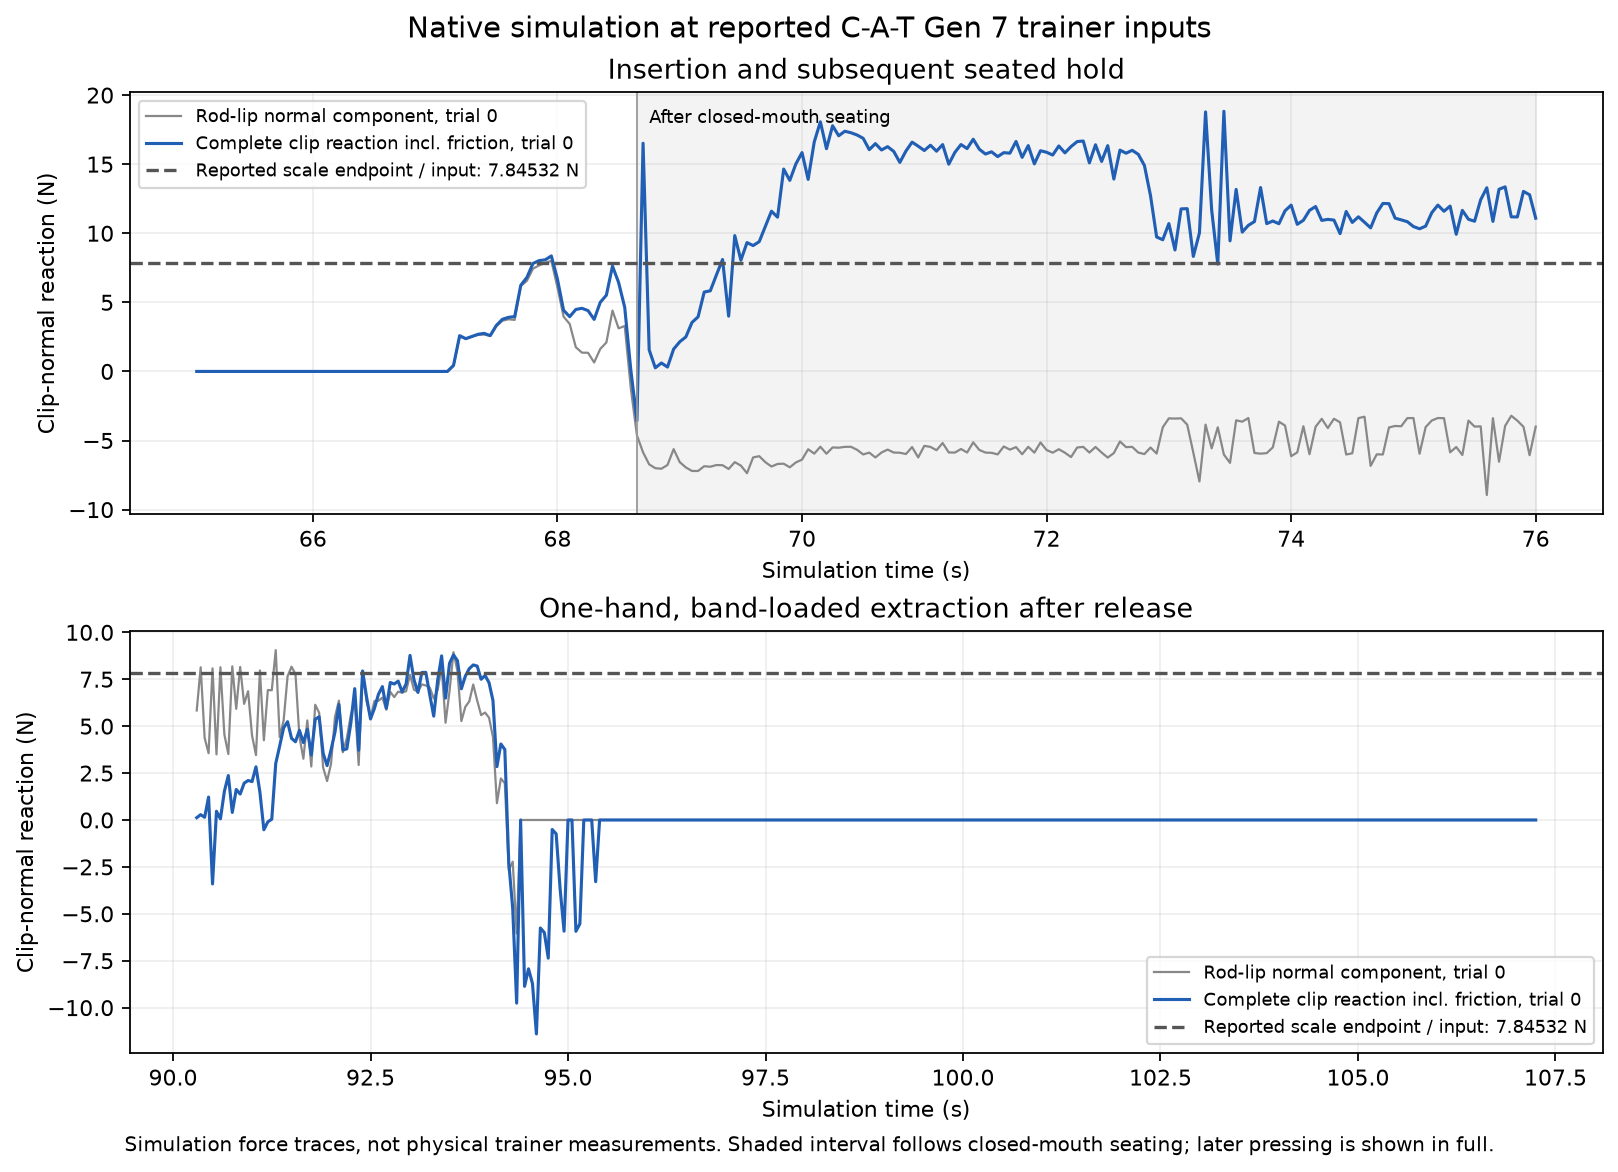 Native simulation at reported C-A-T Gen 7 trainer inputs
Insertion and subsequent seated hold
Rod-lip normal component, trial 0
Complete clip reaction incl. friction, trial 0
Reported scale endpoint / input: 7.84532 N
After closed-mouth seating
Clip-normal reaction (N)
20
15
10
5
0
−5
−10
66
68
70
72
74
76
Simulation time (s)
One-hand, band-loaded extraction after release
Clip-normal reaction (N)
10.0
7.5
5.0
2.5
0.0
−2.5
−5.0
−7.5
−10.0
Rod-lip normal component, trial 0
Complete clip reaction incl. friction, trial 0
Reported scale endpoint / input: 7.84532 N
90.0
92.5
95.0
97.5
100.0
102.5
105.0
107.5
Simulation time (s)
Simulation force traces, not physical trainer measurements. Shaded interval follows closed-mouth seating; later pressing is shown in full.